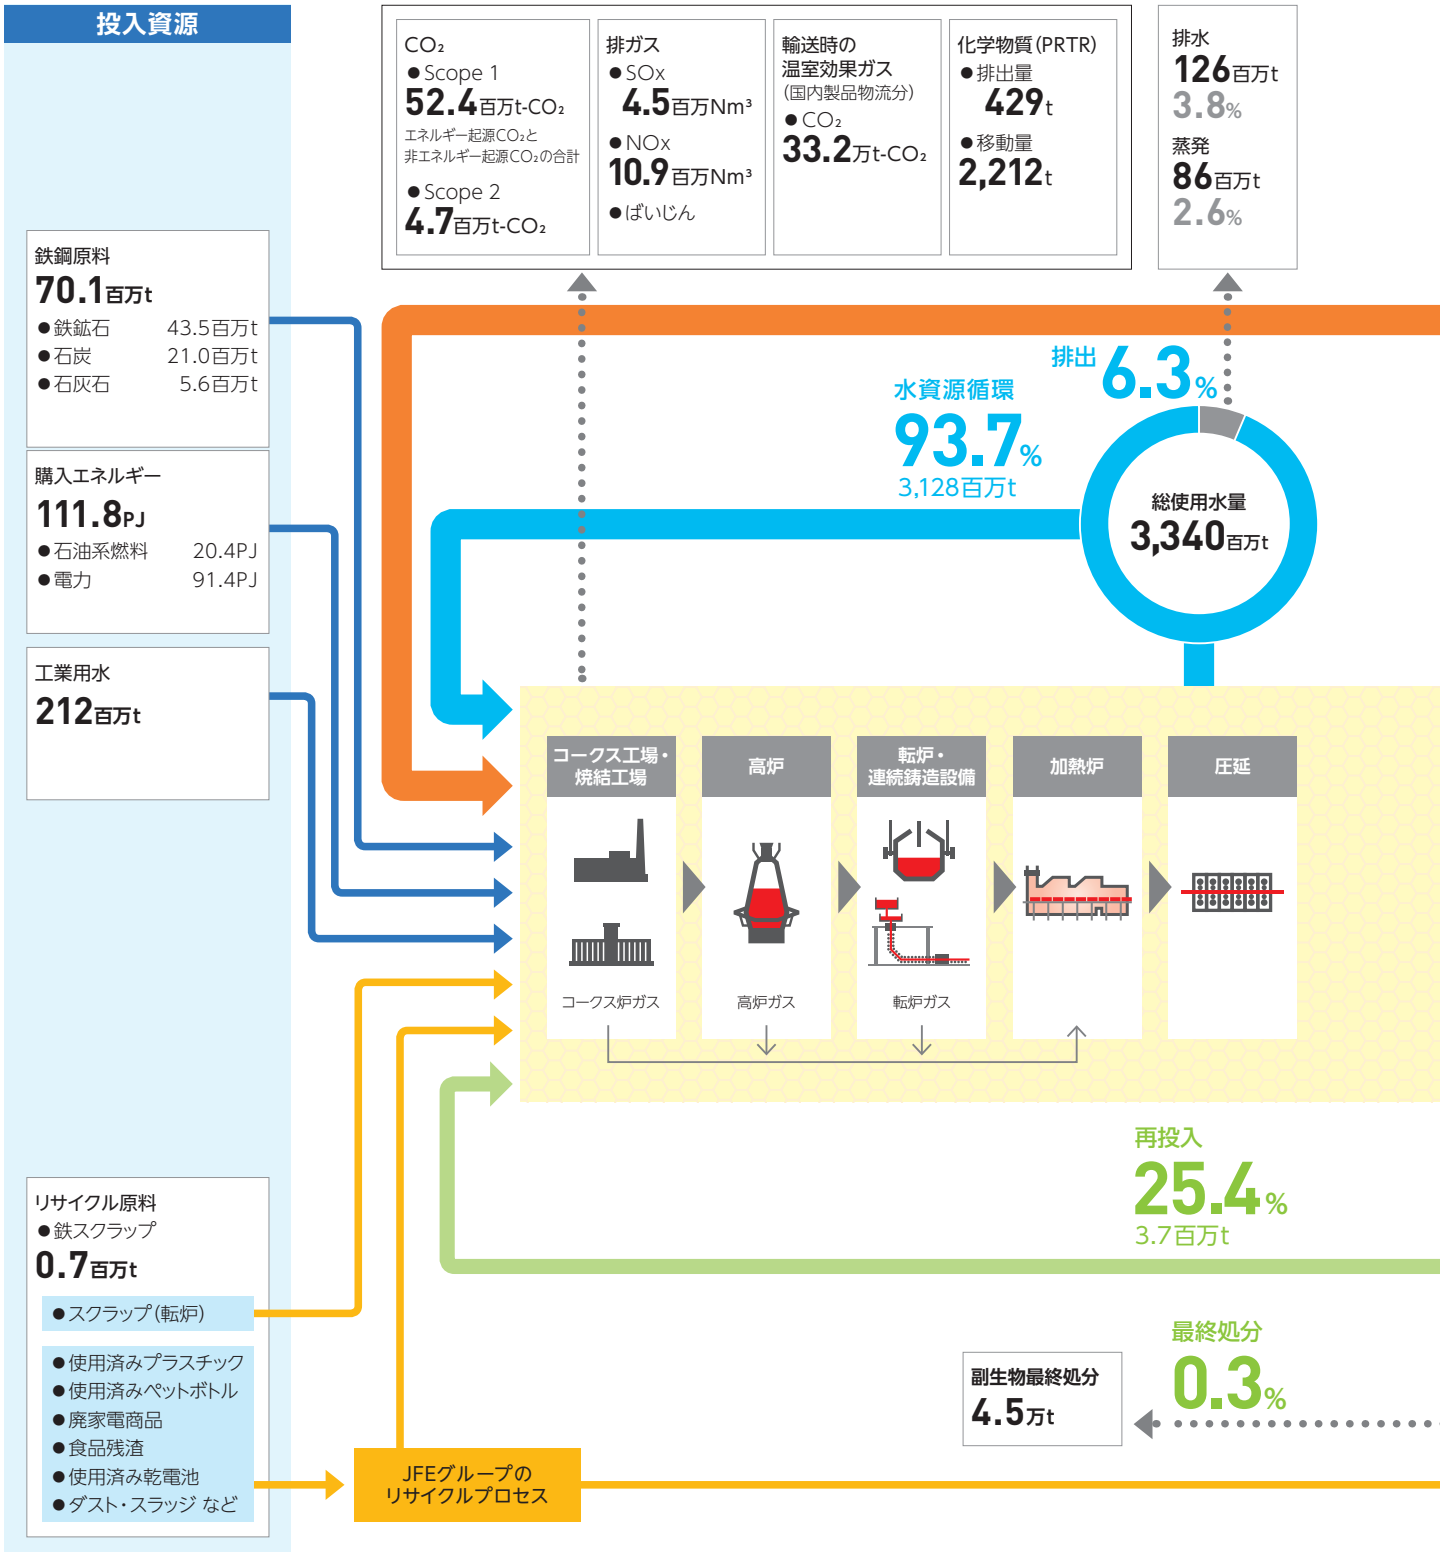 投入資源
鉄鋼原料
70.1百万t
●鉄鉱石 43.5百万t
●石炭 21.0百万t
●石灰石 5.6百万t
購入エネルギー
111.8PJ
●石油系燃料 20.4PJ
●電力 91.4PJ
工業用水
212百万t
リサイクル原料
●鉄スクラップ
0.7百万t
●スクラップ(転炉)
●使用済みプラスチック
●使用済みペットボトル
●廃家電商品
●食品残渣
●使用済み乾電池
●ダスト・スラッジ など
CO₂
●Scope 1
52.4百万t-CO₂
エネルギー起源CO₂と
非エネルギー起源CO₂の合計
●Scope 2
4.7百万t-CO₂
排ガス
●SOx
4.5百万Nm³
●NOx
10.9百万Nm³
●ばいじん
輸送時の
温室効果ガス
(国内製品物流分)
●CO₂
33.2万t-CO₂
化学物質(PRTR)
●排出量
429t
●移動量
2,212t
排水
126百万t
3.8%
蒸発
86百万t
2.6%
排出 6.3%
水資源循環
93.7%
3,128百万t
総使用水量
3,340百万t
コークス工場・
焼結工場
高炉
転炉・
連続鋳造設備
加熱炉
圧延
コークス炉ガス
高炉ガス
転炉ガス
再投入
25.4%
3.7百万t
最終処分
0.3%
副生物最終処分
4.5万t
JFEグループの
リサイクルプロセス